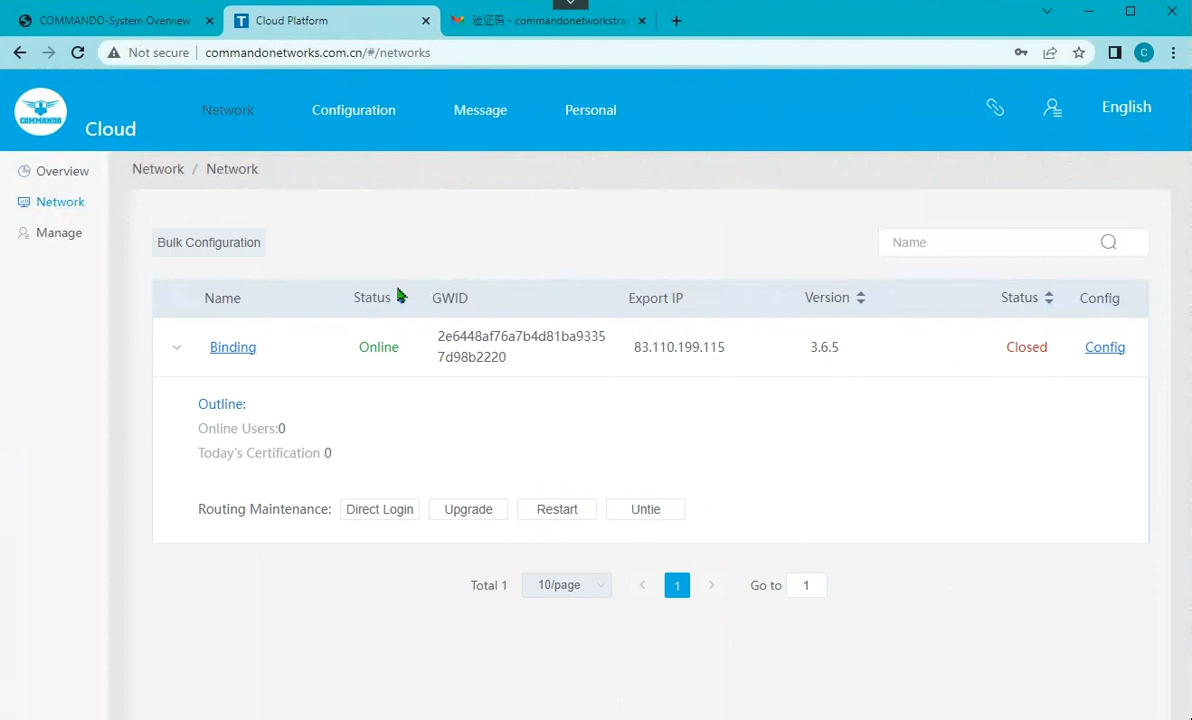 COMMANDO-System Overview
Cloud Platform
验证码 - commandonetworkstra
Not secure
commandonetworks.com.cn/#/networks
C
COMMANDO
Cloud
Network
Configuration
Message
Personal
English
Overview
Network
Manage
Network / Network
Bulk Configuration
Name
Name
Status
GWID
Export IP
Version
Status
Config
Binding
Online
2e6448af76a7b4d81ba9335
7d98b2220
83.110.199.115
3.6.5
Closed
Config
Outline:
Online Users:0
Today's Certification 0
Routing Maintenance:
Direct Login
Upgrade
Restart
Untie
Total 1
10/page
1
Go to
1